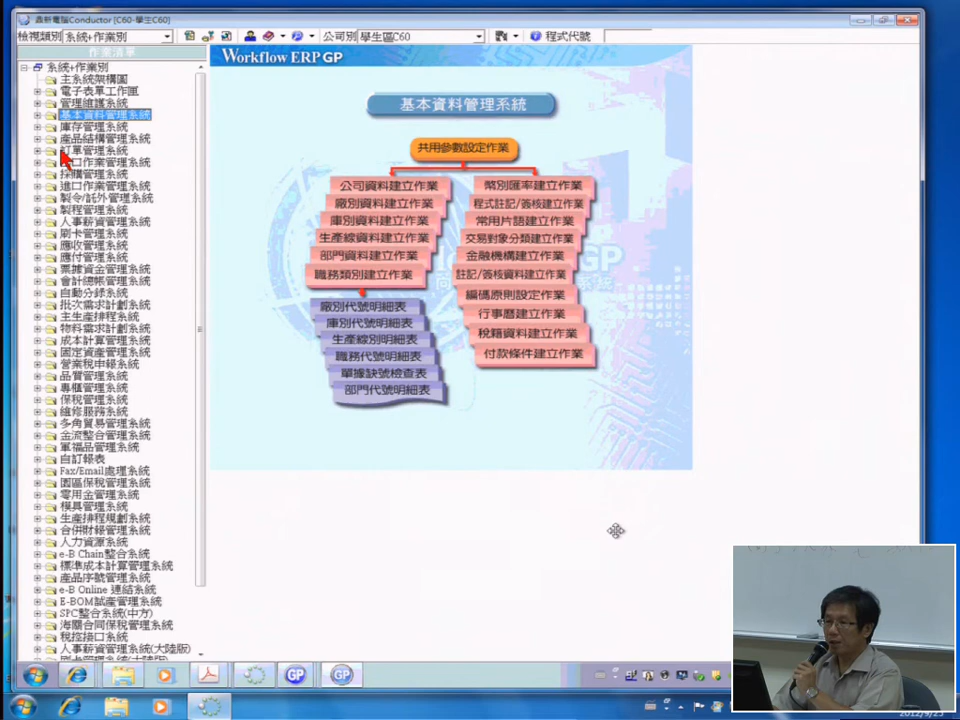 鼎新電腦Conductor [C60-學生C60]
檢視類別 系統+作業別
公司別 學生區C60
程式代號
作業清單
系統+作業別
主系統架構圖
電子表單工作匣
管理維護系統
基本資料管理系統
庫存管理系統
產品結構管理系統
訂單管理系統
出口作業管理系統
採購管理系統
進口作業管理系統
製令/託外管理系統
製程管理系統
人事薪資管理系統
刷卡管理系統
應收管理系統
應付管理系統
票據資金管理系統
會計總帳管理系統
自動分錄系統
批次需求計劃系統
主生產排程系統
物料需求計劃系統
成本計算管理系統
固定資產管理系統
營業稅申報系統
品質管理系統
專櫃管理系統
保稅管理系統
維修服務系統
多角貿易管理系統
金流整合管理系統
軍福品管理系統
自訂報表
Fax/Email處理系統
園區保稅管理系統
零用金管理系統
模具管理系統
生產排程規劃系統
合併財報管理系統
人力資源系統
e-B Chain整合系統
標準成本計算管理系統
產品序號管理系統
e-B Online 連結系統
E-BOM試產管理系統
SPC整合系統(中方)
海關合同保稅管理系統
稅控接口系統
人事薪資管理系統(大陸版)
刷卡管理系統(大陸版)
Workflow ERP GP
基本資料管理系統
共用參數設定作業
公司資料建立作業
廠別資料建立作業
庫別資料建立作業
生產線資料建立作業
部門資料建立作業
職務類別建立作業
廠別代號明細表
庫別代號明細表
生產線別明細表
職務代號明細表
單據缺號檢查表
部門代號明細表
幣別匯率建立作業
程式註記/簽核建立作業
常用片語建立作業
交易對象分類建立作業
金融機構建立作業
註記/簽核資料建立作業
編碼原則設定作業
行事曆建立作業
稅籍資料建立作業
付款條件建立作業
GP
GP
GP
2012/9/23